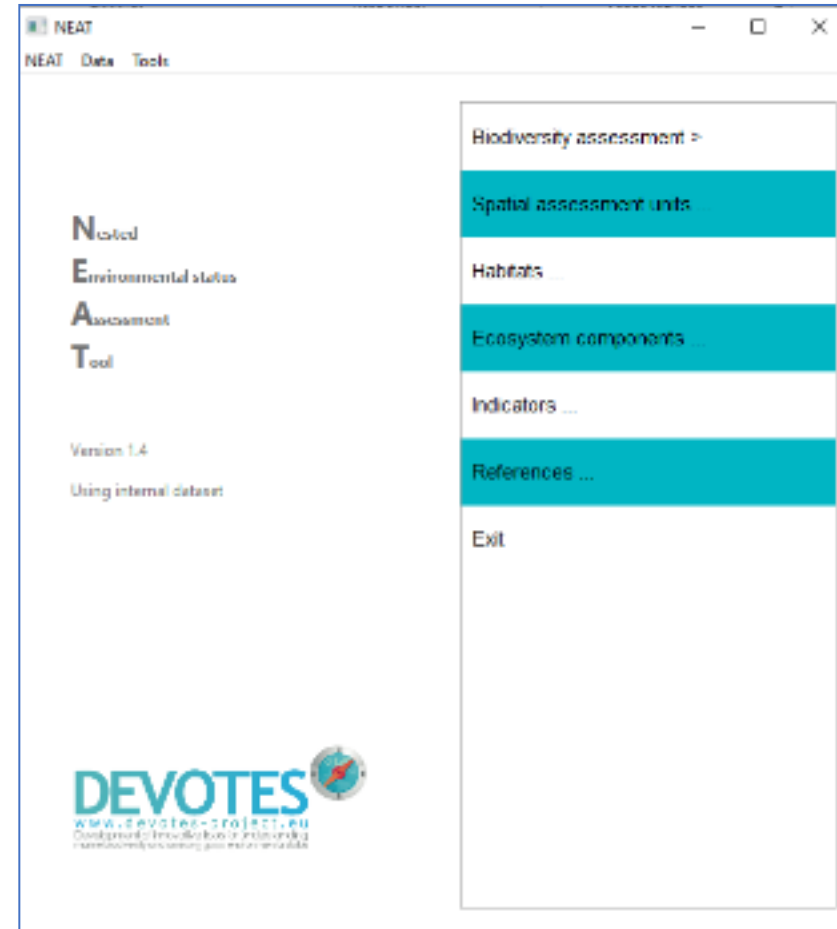 NEAT
NEAT Data Tools
Nested
Environmental status
Assessment
Tool
Version 1.4
Using internal dataset
Biodiversity assessment >
Spatial assessment units ...
Habitats ...
Ecosystem components ...
Indicators ...
References ...
Exit
DEVOTES
www.devotes-project.eu